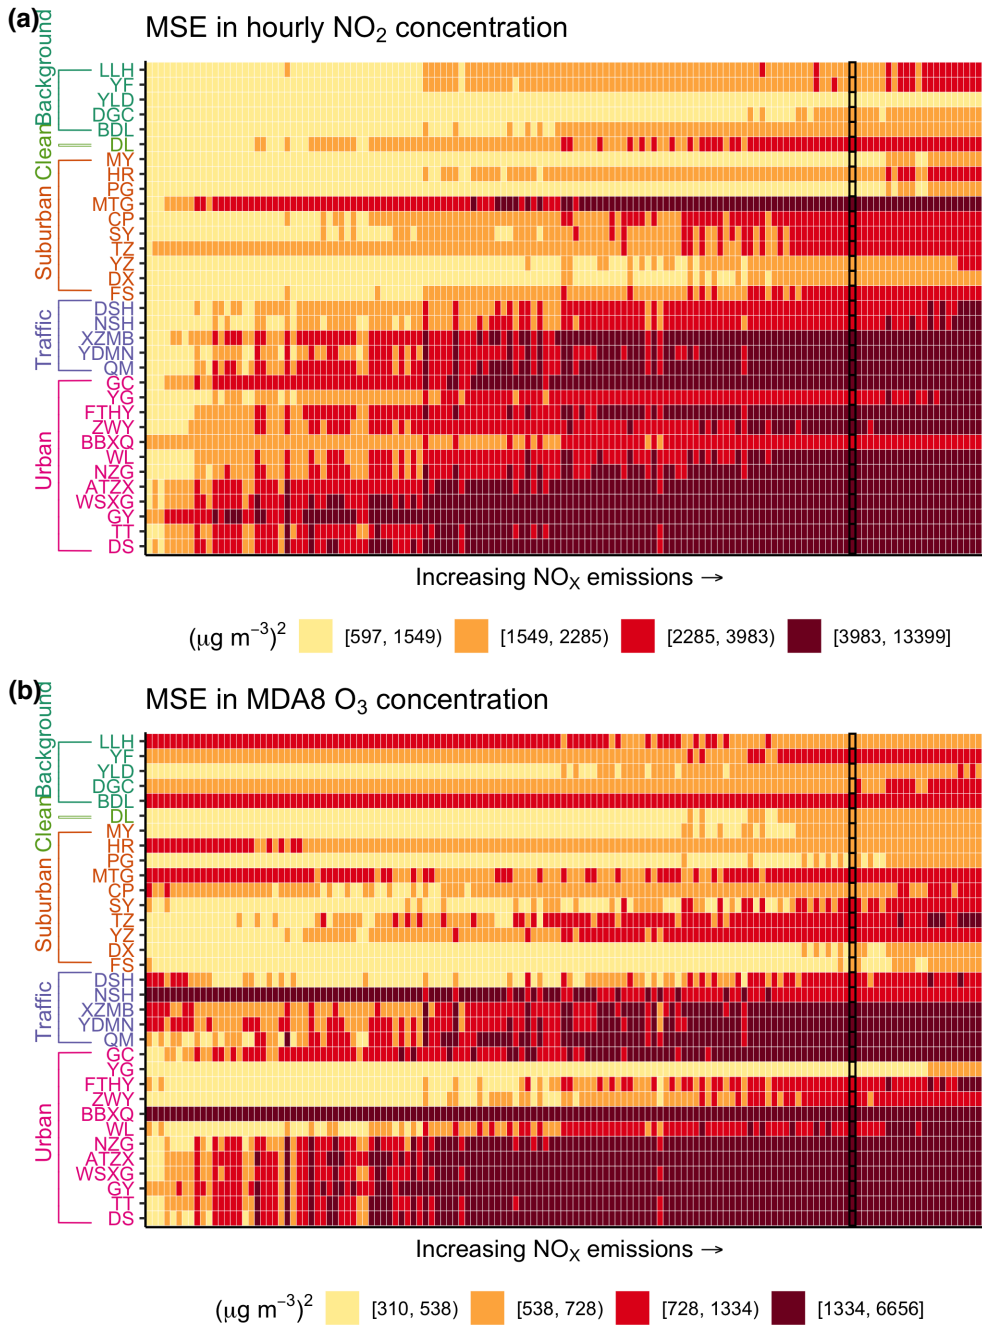 (a)
MSE in hourly NO₂ concentration
Background
LLH
YF
YLD
DGC
BDL
Clean
DL
Suburban
MY
HR
PG
MTG
CP
SY
TZ
YZ
DX
FS
Traffic
DSH
NSH
XZMB
YDMN
QM
Urban
GC
YG
FTHY
ZWY
BBXQ
WL
NZG
ATZX
WSXG
GY
TT
DS
Increasing NOₓ emissions →
(μg m⁻³)² [597, 1549) [1549, 2285) [2285, 3983) [3983, 13399]
(b)
MSE in MDA8 O₃ concentration
Background
LLH
YF
YLD
DGC
BDL
Clean
DL
Suburban
MY
HR
PG
MTG
CP
SY
TZ
YZ
DX
FS
Traffic
DSH
NSH
XZMB
YDMN
QM
Urban
GC
YG
FTHY
ZWY
BBXQ
WL
NZG
ATZX
WSXG
GY
TT
DS
Increasing NOₓ emissions →
(μg m⁻³)² [310, 538) [538, 728) [728, 1334) [1334, 6656]